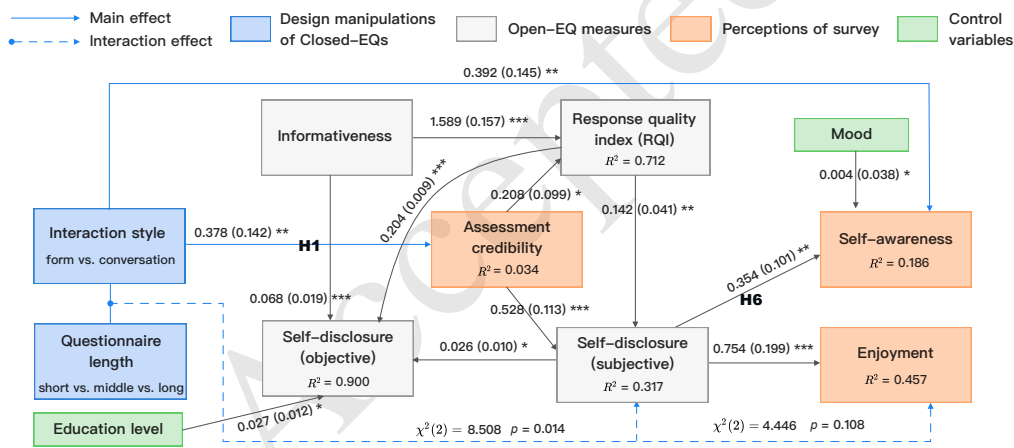 Main effect
Interaction effect
Design manipulations
of Closed-EQs
Open-EQ measures
Perceptions of survey
Control
variables
0.392 (0.145) **
Informativeness
1.589 (0.157) ***
Response quality
index (RQI)
R² = 0.712
Mood
0.004 (0.038) *
0.204 (0.009) ***
0.208 (0.099) *
0.142 (0.041) **
Interaction style
form vs. conversation
0.378 (0.142) **
H1
Assessment
credibility
R² = 0.034
Self-awareness
R² = 0.186
0.354 (0.101) **
H6
0.068 (0.019) ***
0.528 (0.113) ***
Questionnaire
length
short vs. middle vs. long
Self-disclosure
(objective)
R² = 0.900
0.026 (0.010) *
Self-disclosure
(subjective)
R² = 0.317
0.754 (0.199) ***
Enjoyment
R² = 0.457
Education level
0.027 (0.012) *
χ²(2) = 8.508 p = 0.014
χ²(2) = 4.446 p = 0.108
Accepted